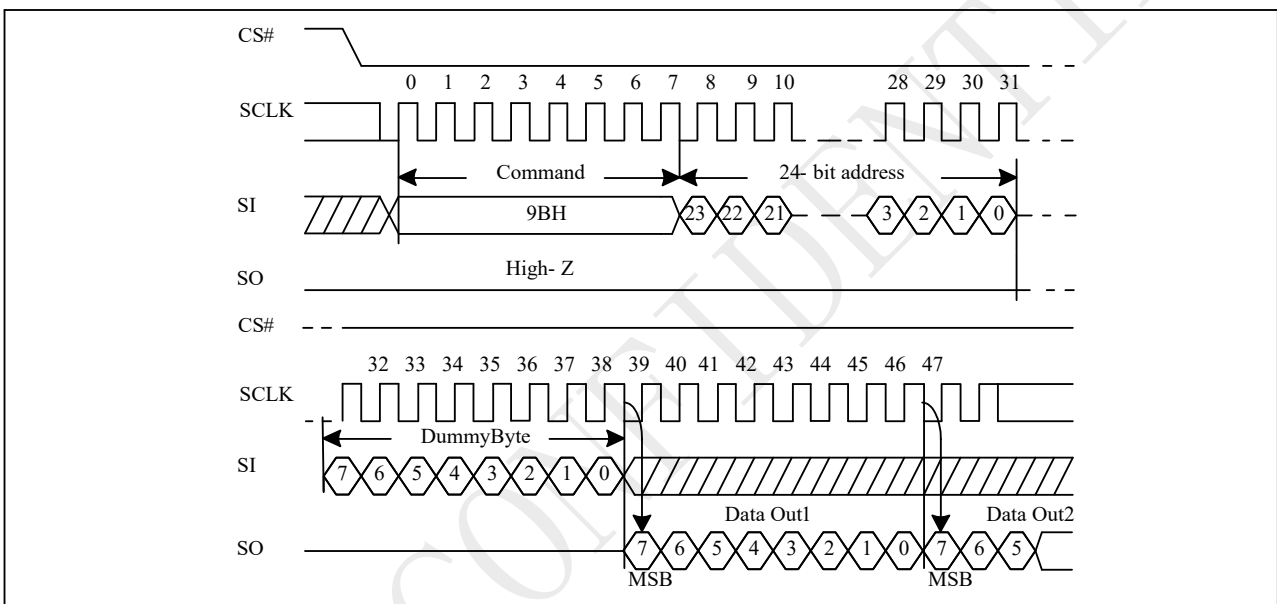 CS#
0 1 2 3 4 5 6 7 8 9 10 28 29 30 31
SCLK
Command 24- bit address
SI 9BH 23 22 21 3 2 1 0
High- Z
SO
CS#
32 33 34 35 36 37 38 39 40 41 42 43 44 45 46 47
SCLK
DummyByte
SI 7 6 5 4 3 2 1 0
Data Out1 Data Out2
SO 7 6 5 4 3 2 1 0 7 6 5
MSB MSB
CONFIDENTI